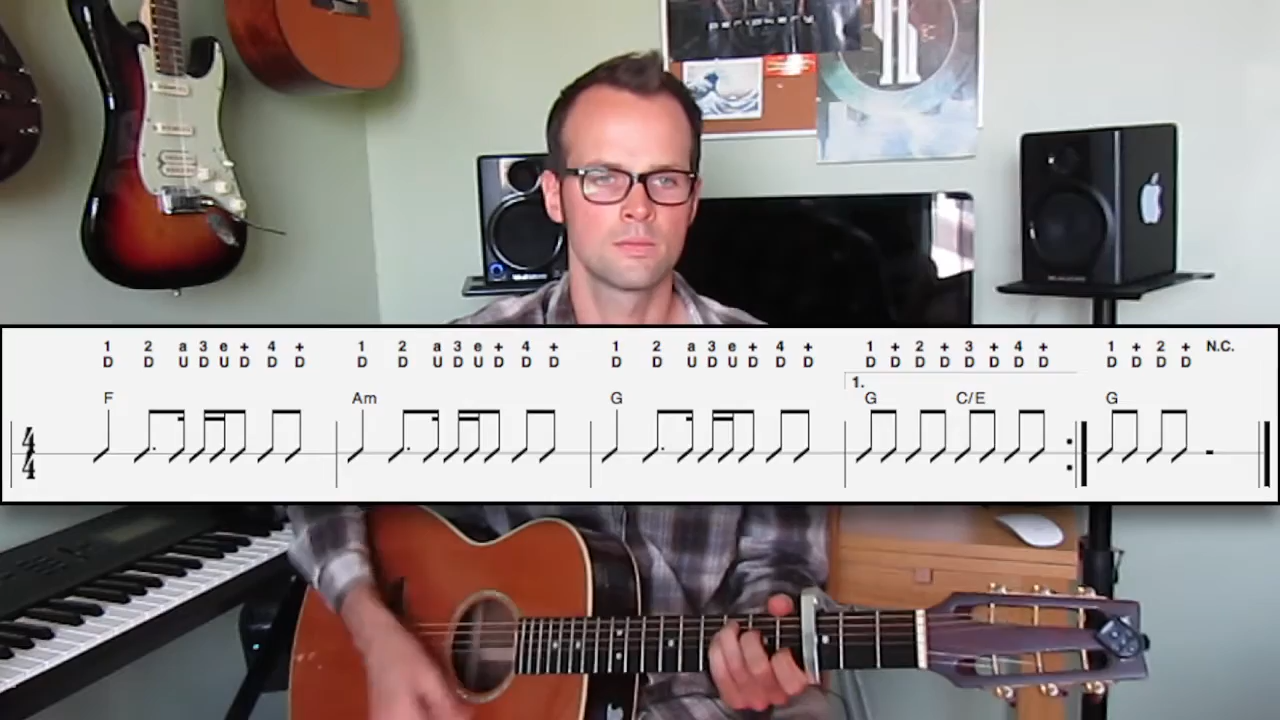 1 2 a 3 e + 4 + 1 2 a 3 e + 4 + 1 2 a 3 e + 4 + 1 + 2 + 3 + 4 + 1 + 2 + N.C.
D D U D U D D D D D U D U D D D D D U D U D D D D D D D D D D D D D D D
1.
F Am G G C/E G
4
4